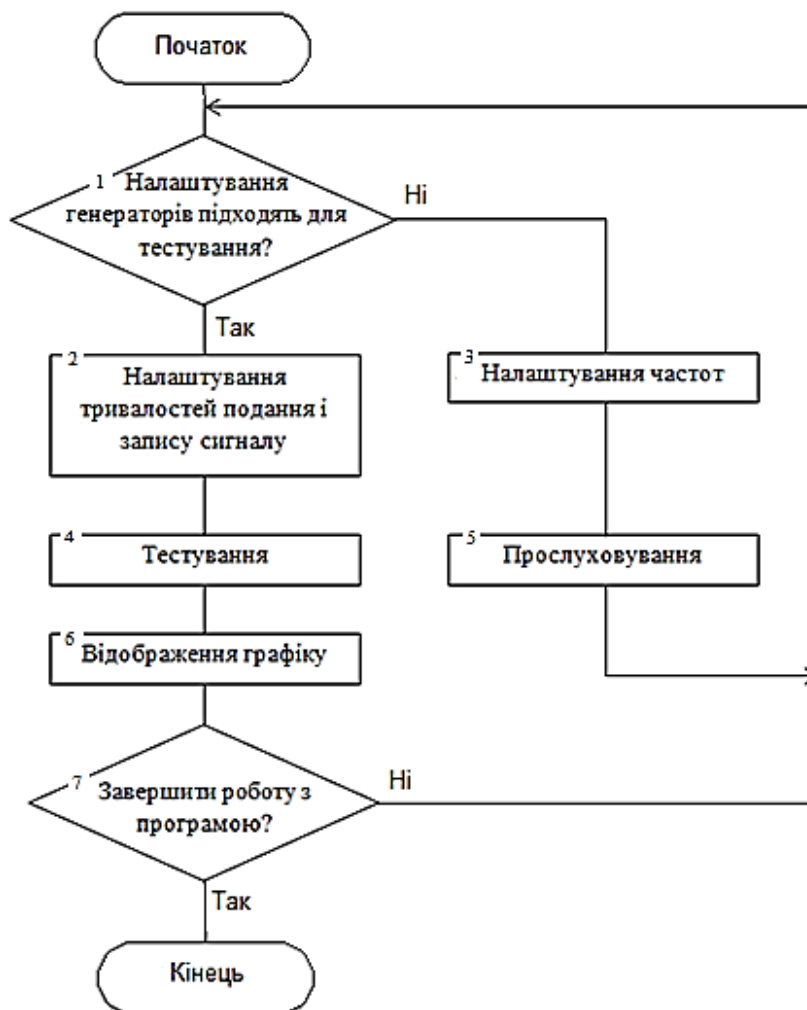 Початок
1 Налаштування
генераторів підходять для
тестування?
Ні
Так
2
Налаштування
тривалостей подання і
запису сигналу
3
Налаштування частот
4
Тестування
5
Прослуховування
6
Відображення графіку
7
Завершити роботу з
програмою?
Ні
Так
Кінець